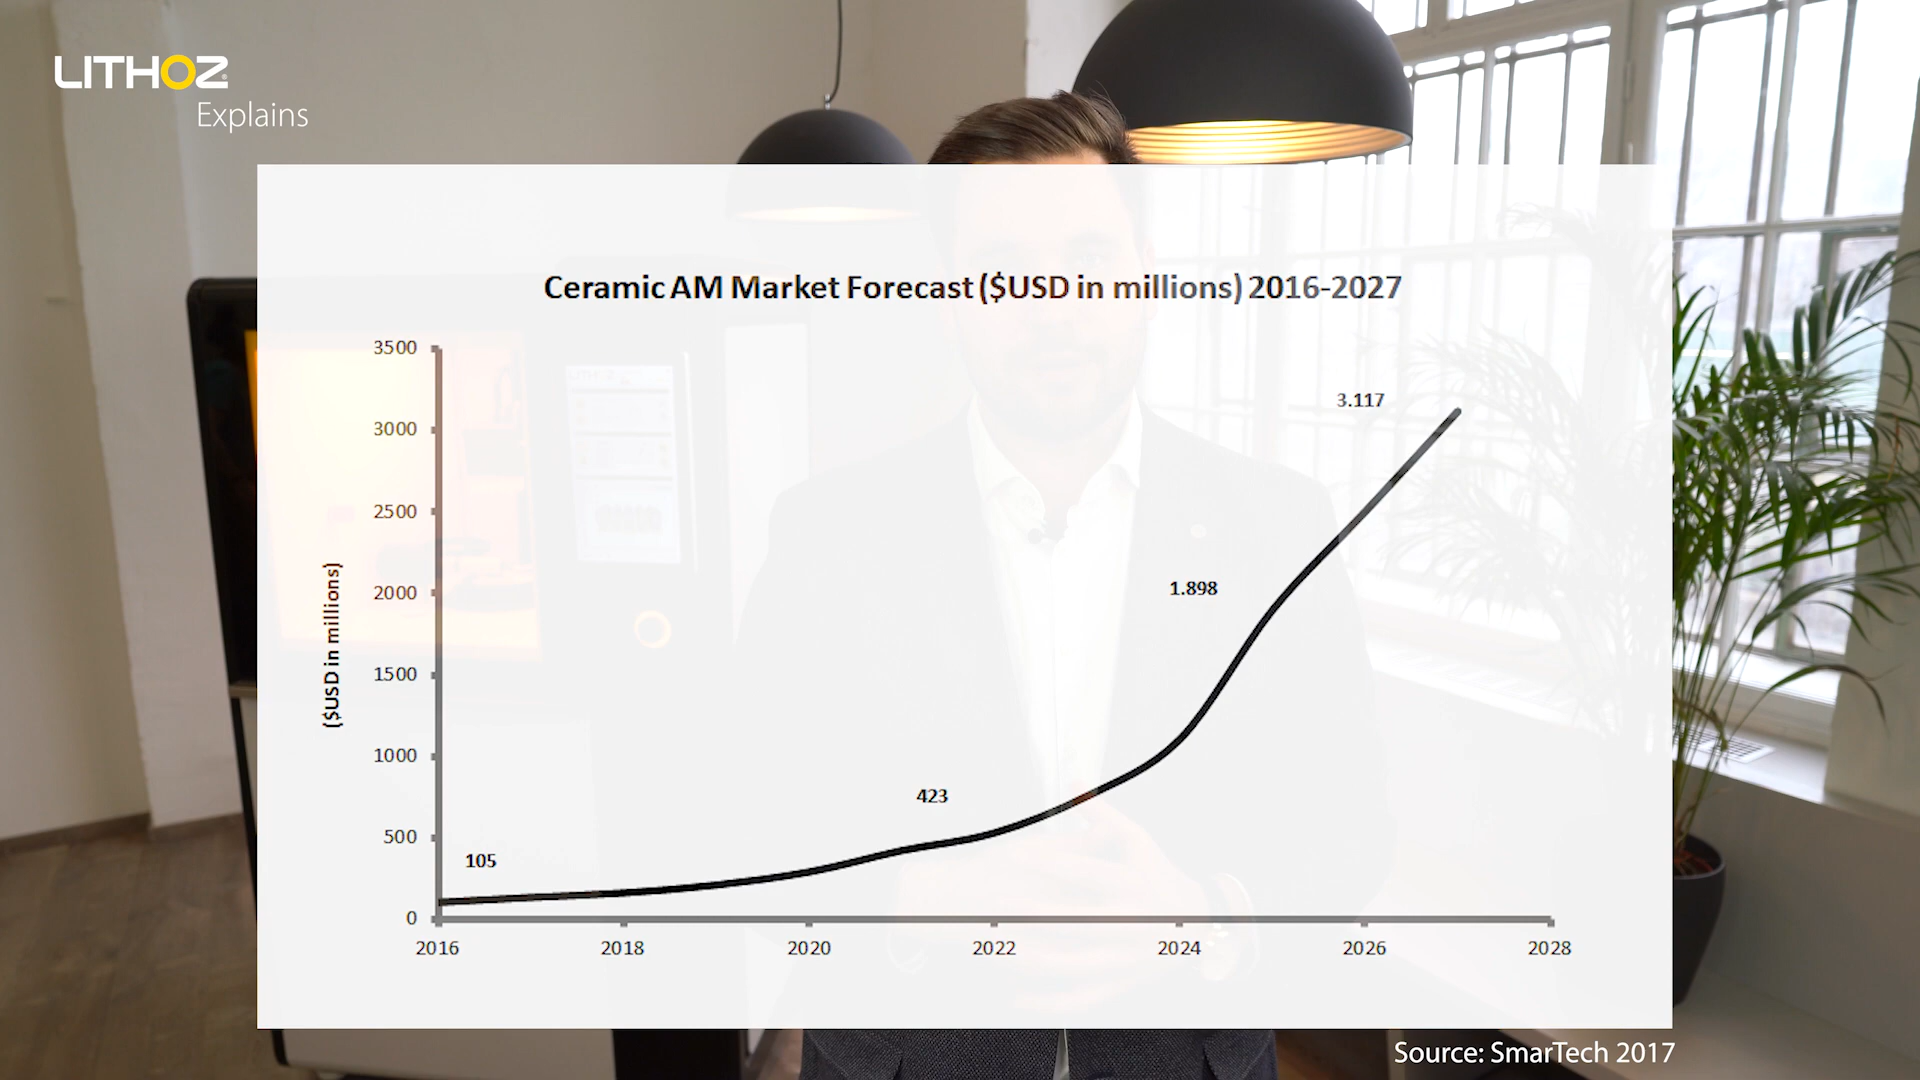 LITHOZ
Explains
Ceramic AM Market Forecast ($USD in millions) 2016-2027
($USD in millions)
3500
3000
2500
2000
1500
1000
500
0
3.117
1.898
423
105
2016 2018 2020 2022 2024 2026 2028
Source: SmarTech 2017